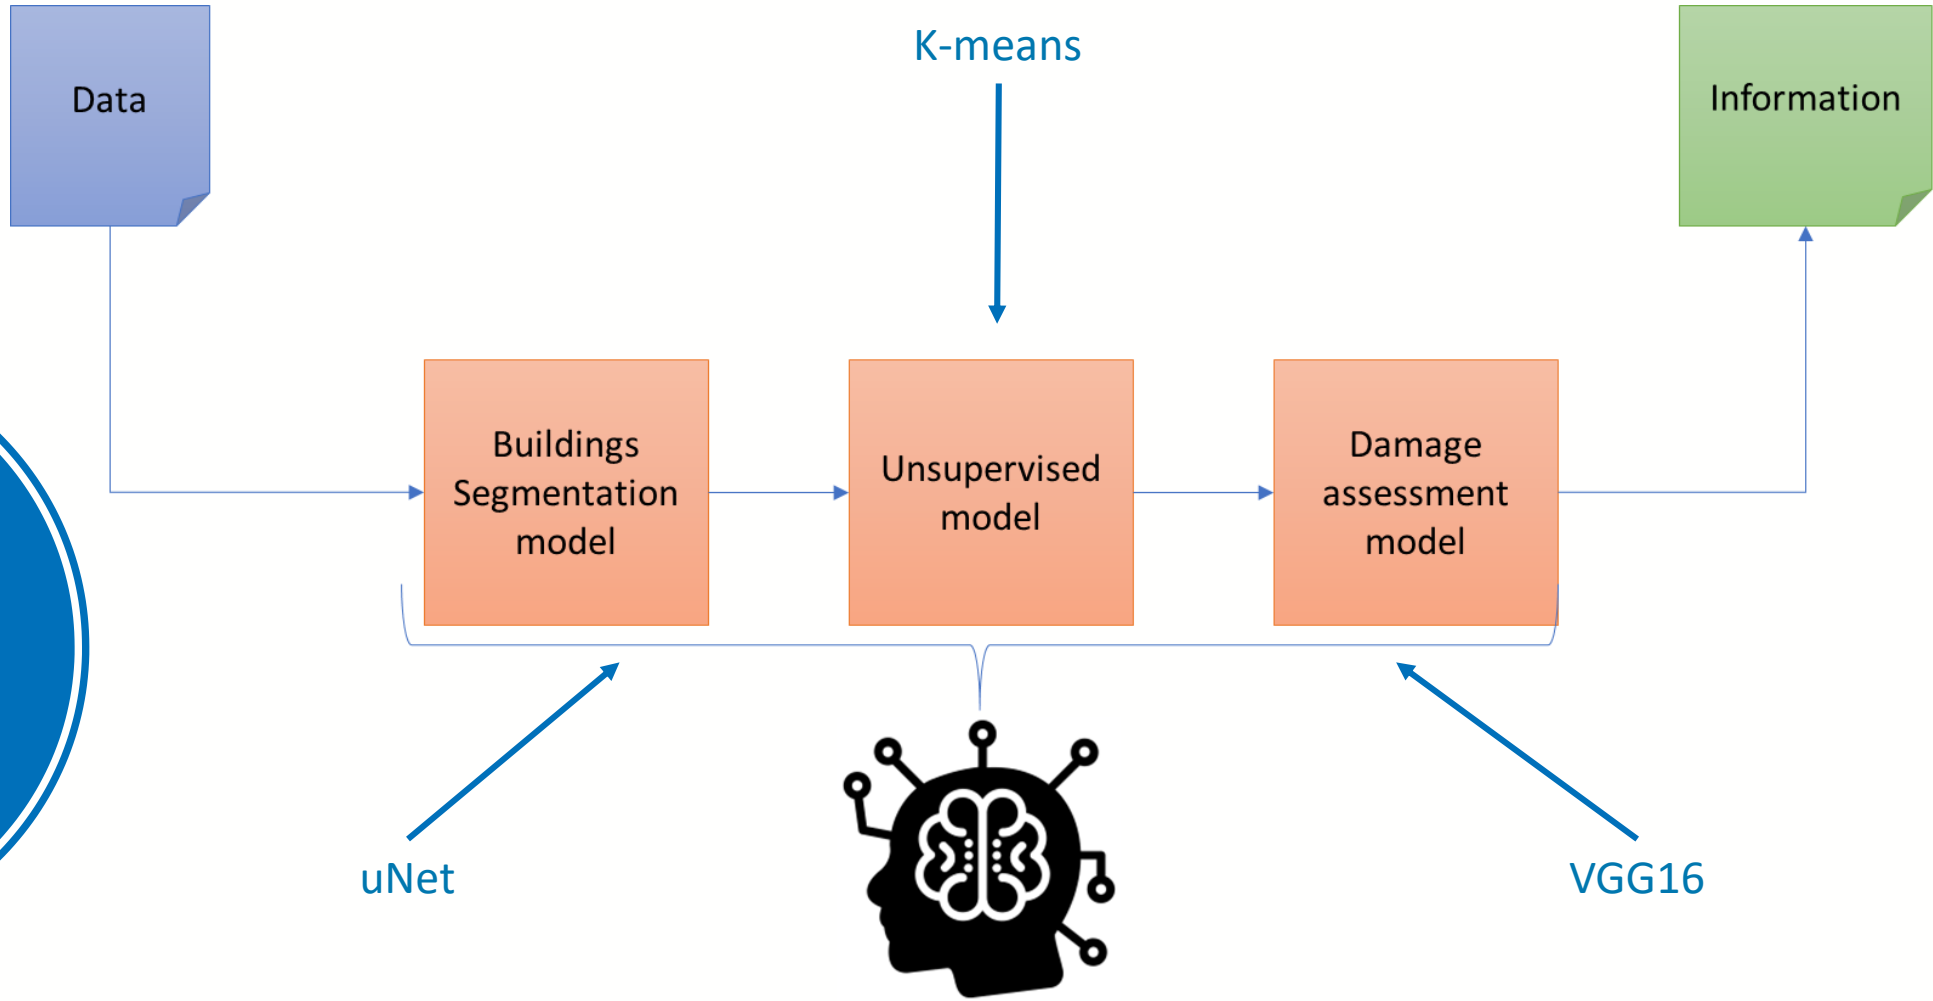 Data
K-means
Information
Buildings
Segmentation
model
Unsupervised
model
Damage
assessment
model
uNet
VGG16